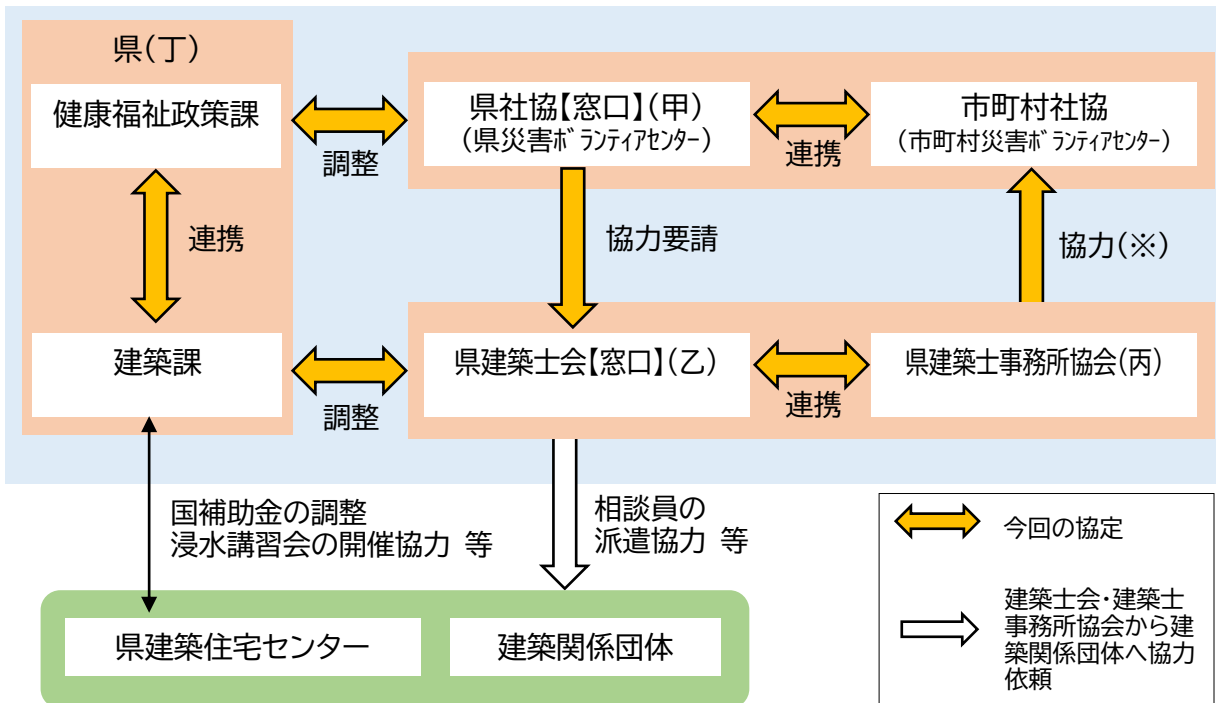 県(丁)
健康福祉政策課
調整
県社協【窓口】(甲)
(県災害ﾎﾞﾗﾝﾃｨｱｾﾝﾀｰ)
連携
市町村社協
(市町村災害ﾎﾞﾗﾝﾃｨｱｾﾝﾀｰ)
連携
協力要請
協力(※)
建築課
調整
県建築士会【窓口】(乙)
連携
県建築士事務所協会(丙)
国補助金の調整
浸水講習会の開催協力 等
相談員の
派遣協力 等
県建築住宅センター
建築関係団体
今回の協定
建築士会・建築士
事務所協会から建
築関係団体へ協力
依頼